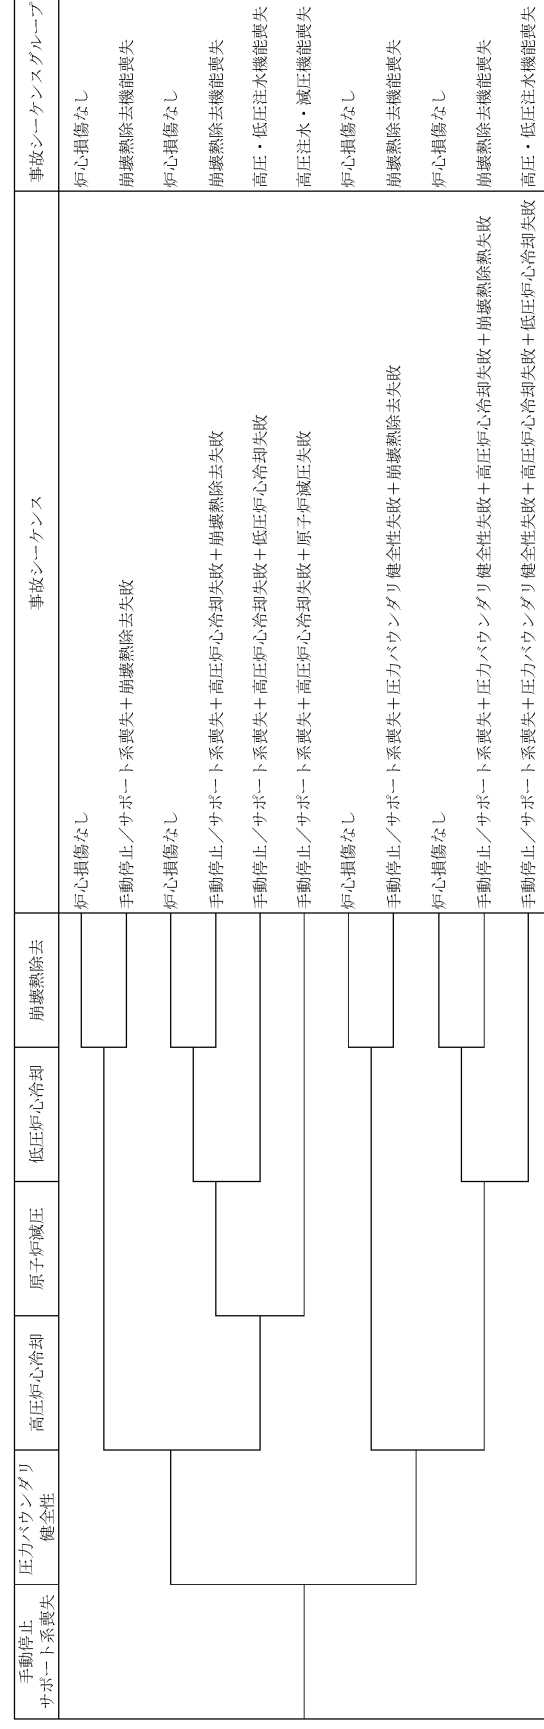 手動停止
サポート系喪失
圧力バウンダリ
健全性
高圧炉心冷却
原子炉減圧
低圧炉心冷却
崩壊熱除去
事故シーケンス
事故シーケンスグループ
炉心損傷なし
炉心損傷なし
手動停止／サポート系喪失＋崩壊熱除去失敗
崩壊熱除去機能喪失
炉心損傷なし
炉心損傷なし
手動停止／サポート系喪失＋高圧炉心冷却失敗＋崩壊熱除去失敗
崩壊熱除去機能喪失
手動停止／サポート系喪失＋高圧炉心冷却失敗＋低圧炉心冷却失敗
高圧・低圧注水機能喪失
手動停止／サポート系喪失＋高圧炉心冷却失敗＋原子炉減圧失敗
高圧注水・減圧機能喪失
炉心損傷なし
炉心損傷なし
手動停止／サポート系喪失＋圧力バウンダリ健全性失敗＋崩壊熱除去失敗
崩壊熱除去機能喪失
炉心損傷なし
炉心損傷なし
手動停止／サポート系喪失＋圧力バウンダリ健全性失敗＋高圧炉心冷却失敗＋崩壊熱除熱失敗
崩壊熱除去機能喪失
手動停止／サポート系喪失＋圧力バウンダリ健全性失敗＋高圧炉心冷却失敗＋低圧炉心冷却失敗
高圧・低圧注水機能喪失